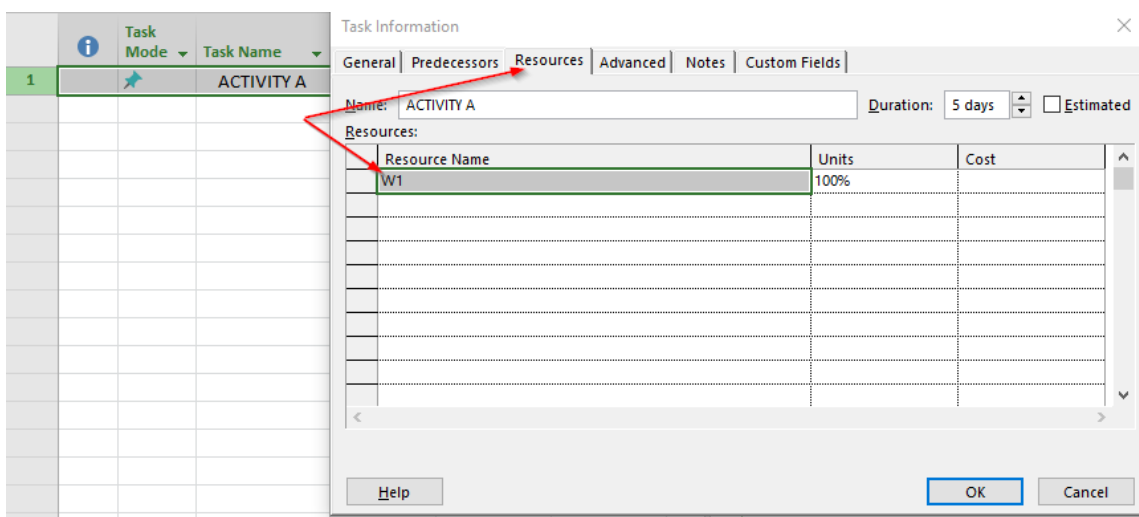 Task Information
Task
Mode Task Name
General Predecessors Resources Advanced Notes Custom Fields
1 ACTIVITY A
Name: ACTIVITY A Duration: 5 days Estimated
Resources:
Resource Name Units Cost
W1 100%
Help OK Cancel